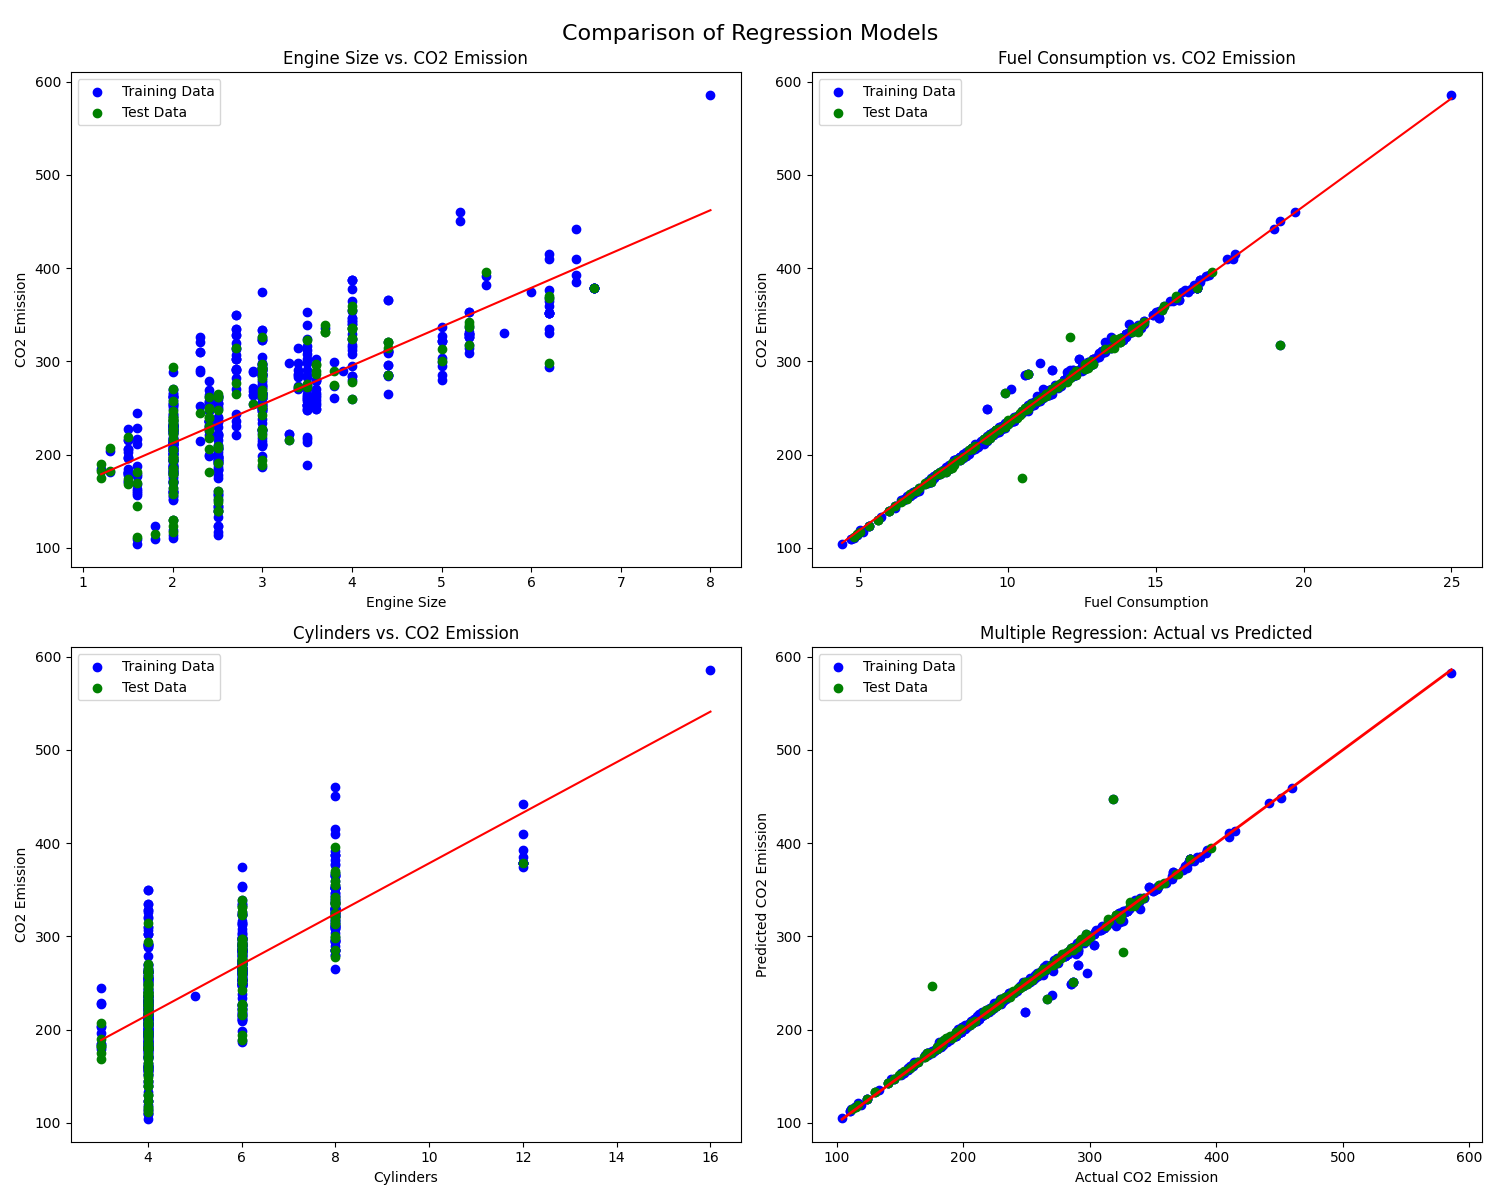 Comparison of Regression Models
Engine Size vs. CO2 Emission
Training Data
Test Data
CO2 Emission
600
500
400
300
200
100
1 2 3 4 5 6 7 8
Engine Size
Fuel Consumption vs. CO2 Emission
Training Data
Test Data
CO2 Emission
600
500
400
300
200
100
5 10 15 20 25
Fuel Consumption
Cylinders vs. CO2 Emission
Training Data
Test Data
CO2 Emission
600
500
400
300
200
100
4 6 8 10 12 14 16
Cylinders
Multiple Regression: Actual vs Predicted
Training Data
Test Data
Predicted CO2 Emission
600
500
400
300
200
100
100 200 300 400 500 600
Actual CO2 Emission